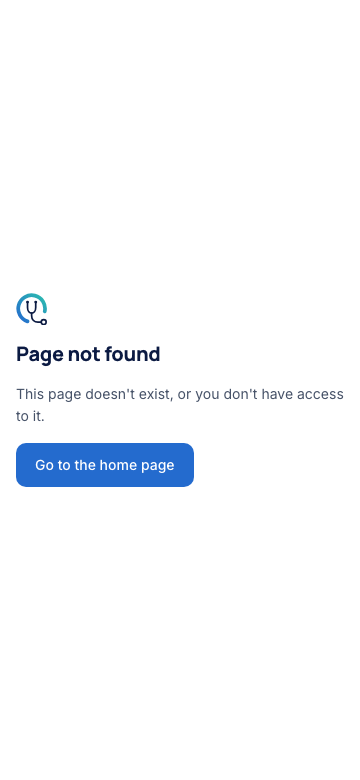 Page not found
This page doesn't exist, or you don't have access
to it.
Go to the home page